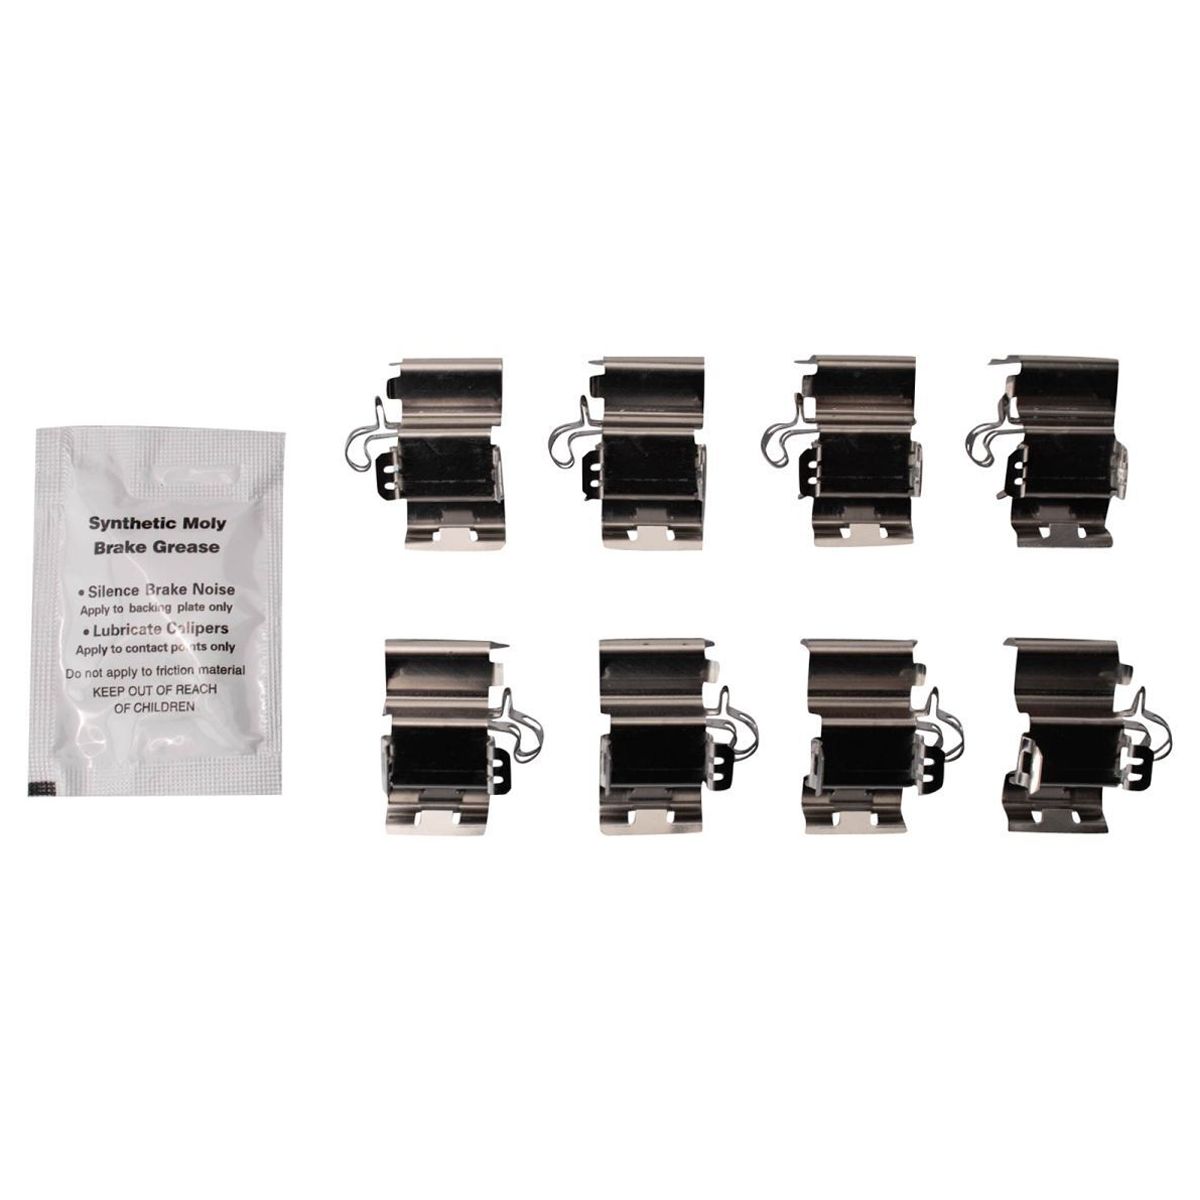 Synthetic Moly
Brake Grease
• Silence Brake Noise
Apply to backing plate only
• Lubricate Calipers
Apply to contact points only
Do not apply to friction material
KEEP OUT OF REACH
OF CHILDREN